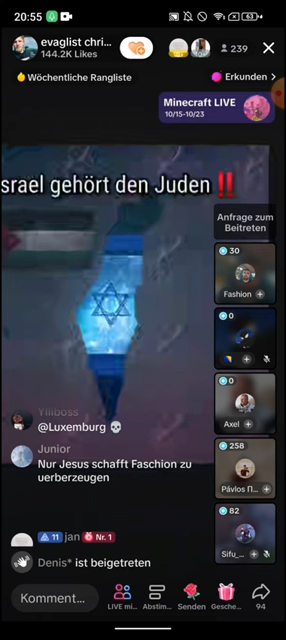 20:55
63
evaglist chri...
144.2K Likes
239
Wöchentliche Rangliste
Erkunden
Minecraft LIVE
10/15-10/23
srael gehört den Juden ‼️
Anfrage zum
Beitreten
30
Fashion
0
0
Axel
258
Pávlos Π...
82
Sifu_...
Yiliboss
@Luxemburg 💀
Junior
Nur Jesus schafft Faschion zu
uerberzeugen
11 jan Nr. 1
Denis* ist beigetreten
Komment...
LIVE mi...
Abstim...
Senden
Gesche...
94